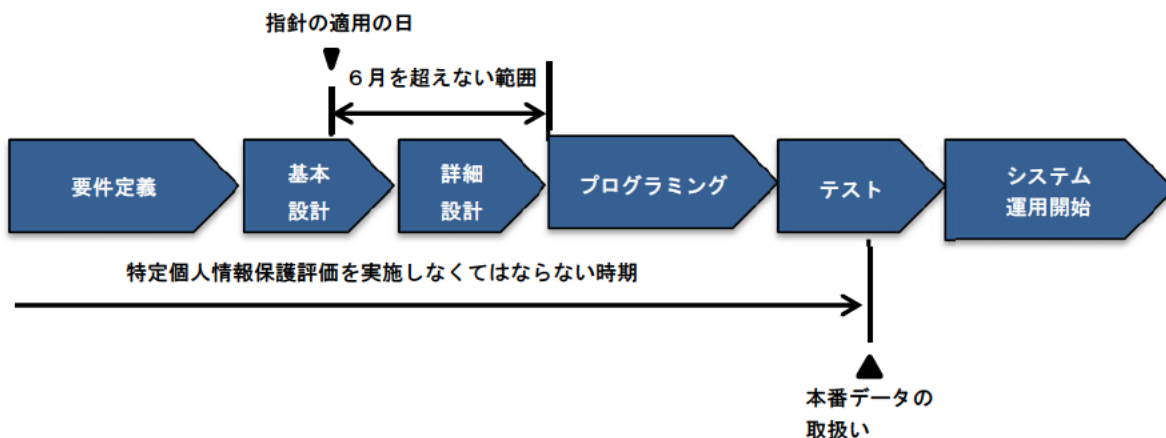 指針の適用の日
６月を超えない範囲
要件定義
基本
設計
詳細
設計
プログラミング
テスト
システム
運用開始
特定個人情報保護評価を実施しなくてはならない時期
本番データの
取扱い